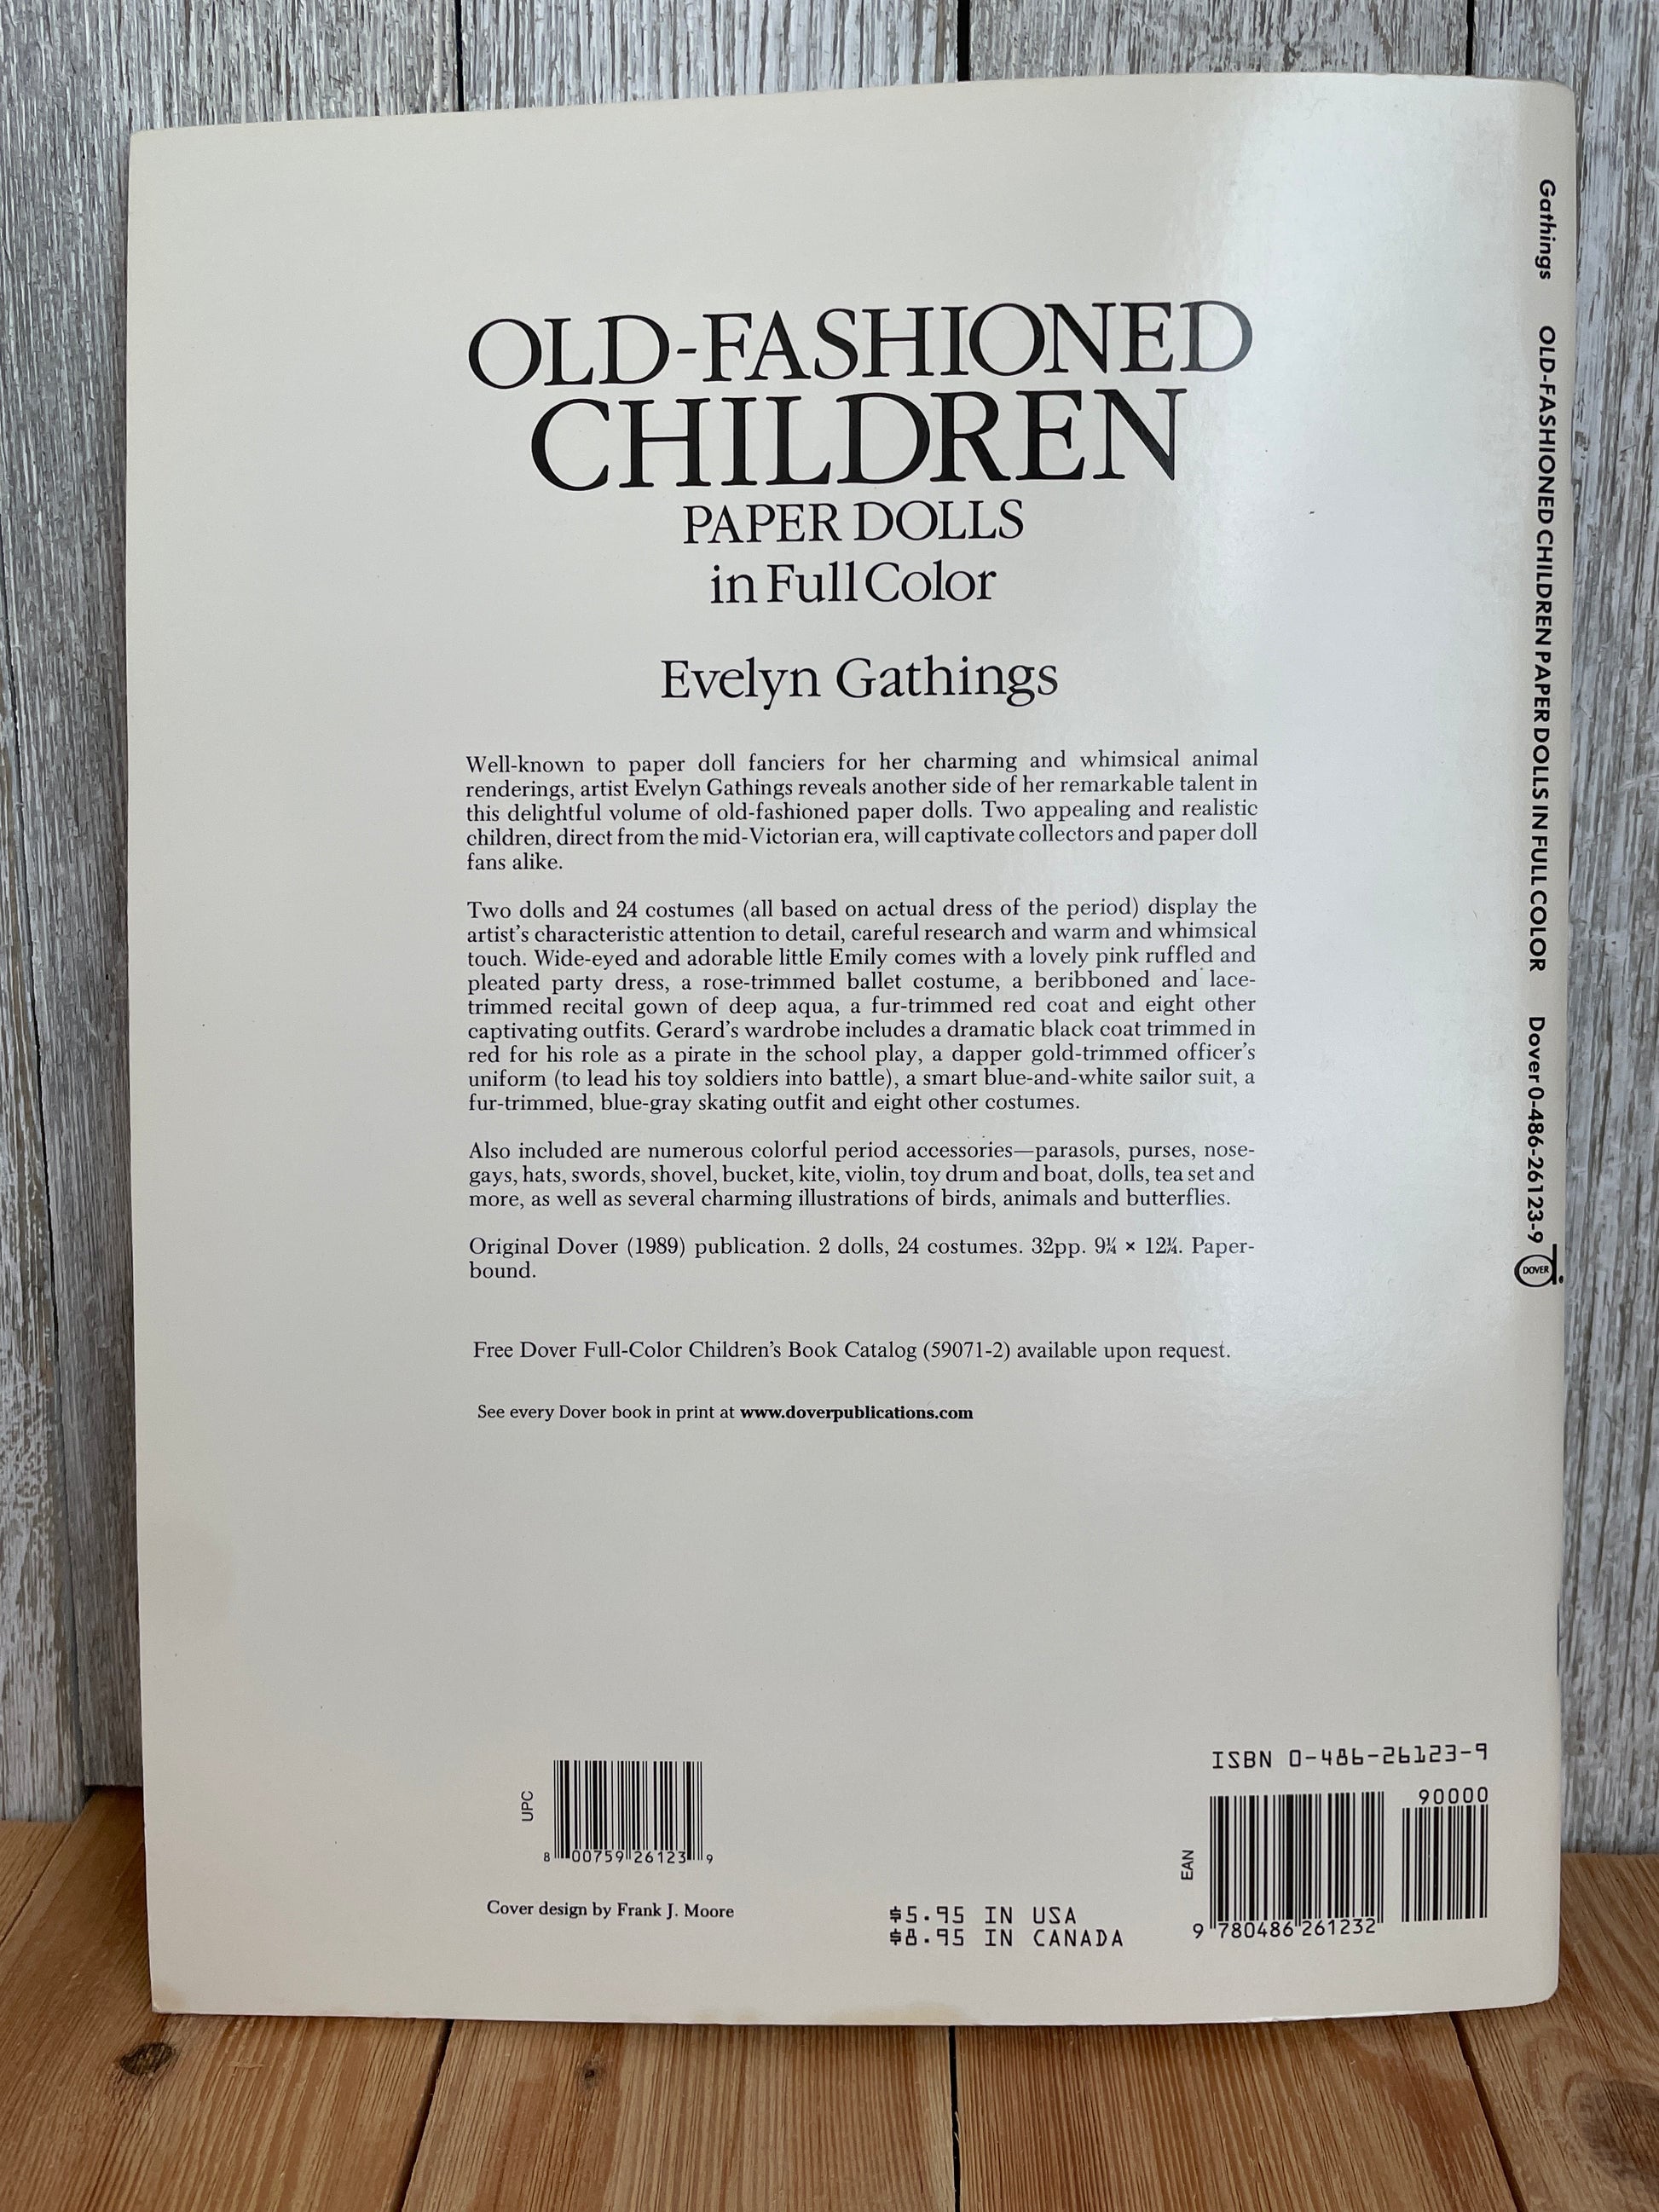 OLD-FASHIONED
CHILDREN
PAPER DOLLS
in Full Color
Evelyn Gathings
Well-known to paper doll fanciers for her charming and whimsical animal
renderings, artist Evelyn Gathings reveals another side of her remarkable talent in
this delightful volume of old-fashioned paper dolls. Two appealing and realistic
children, direct from the mid-Victorian era, will captivate collectors and paper doll
fans alike.
Two dolls and 24 costumes (all based on actual dress of the period) display the
artist's characteristic attention to detail, careful research and warm and whimsical
touch. Wide-eyed and adorable little Emily comes with a lovely pink ruffled and
pleated party dress, a rose-trimmed ballet costume, a beribboned and lace-
trimmed recital gown of deep aqua, a fur-trimmed red coat and eight other
captivating outfits. Gerard's wardrobe includes a dramatic black coat trimmed in
red for his role as a pirate in the school play, a dapper gold-trimmed officer's
uniform (to lead his toy soldiers into battle), a smart blue-and-white sailor suit, a
fur-trimmed, blue-gray skating outfit and eight other costumes.
Also included are numerous colorful period accessories—parasols, purses, nose-
gays, hats, swords, shovel, bucket, kite, violin, toy drum and boat, dolls, tea set and
more, as well as several charming illustrations of birds, animals and butterflies.
Original Dover (1989) publication. 2 dolls, 24 costumes. 32pp. 9¼ × 12¼. Paper-
bound.
Free Dover Full-Color Children's Book Catalog (59071-2) available upon request.
See every Dover book in print at www.doverpublications.com
UPC
8 00759 26123 9
Cover design by Frank J. Moore
$5.95 IN USA
$8.95 IN CANADA
ISBN 0-486-26123-9
90000
EAN
9 780486 261232
Gathings OLD-FASHIONED CHILDREN PAPER DOLLS IN FULL COLOR Dover 0-486-26123-9
DOVER